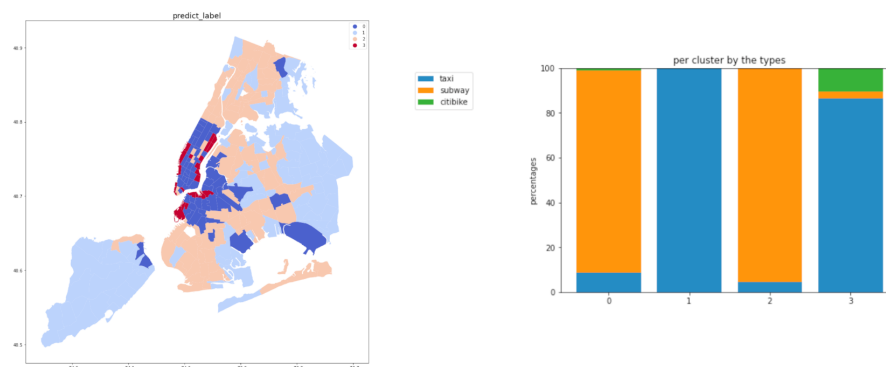 predict_label
0
1
2
3
40.9
40.8
40.7
40.6
40.5
taxi
subway
citibike
per cluster by the types
percentages
100
80
60
40
20
0
0 1 2 3